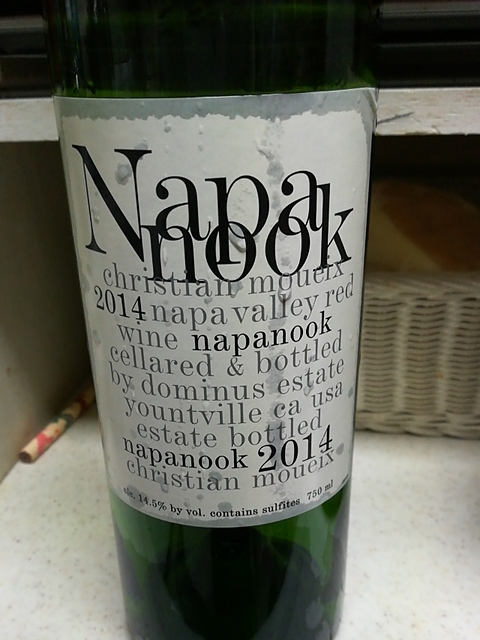 Napa
nook
christian moueix
2014 napa valley red
wine napanook
cellared & bottled
by dominus estate
yountville ca usa
estate bottled
napanook 2014
christian moueix
alc. 14.5% by vol. contains sulfites 750 ml